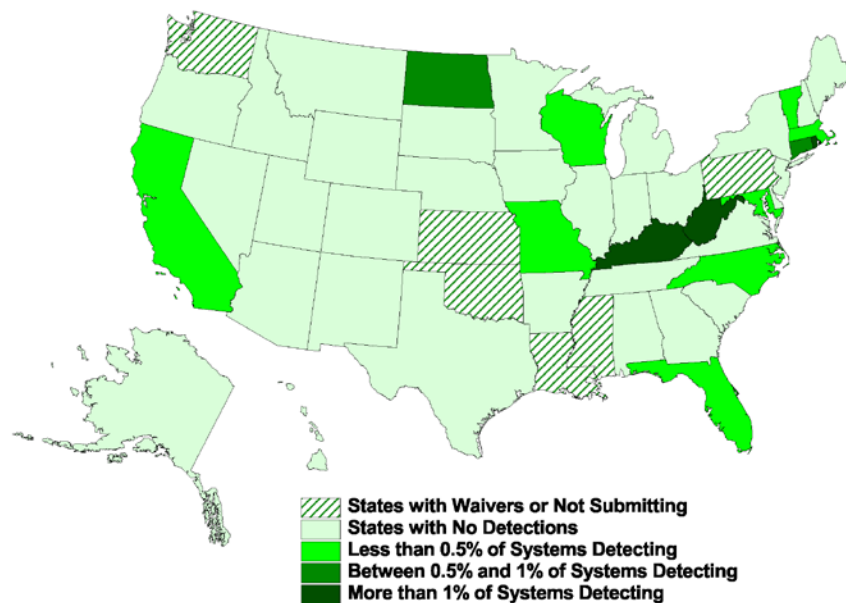 States with Waivers or Not Submitting
States with No Detections
Less than 0.5% of Systems Detecting
Between 0.5% and 1% of Systems Detecting
More than 1% of Systems Detecting